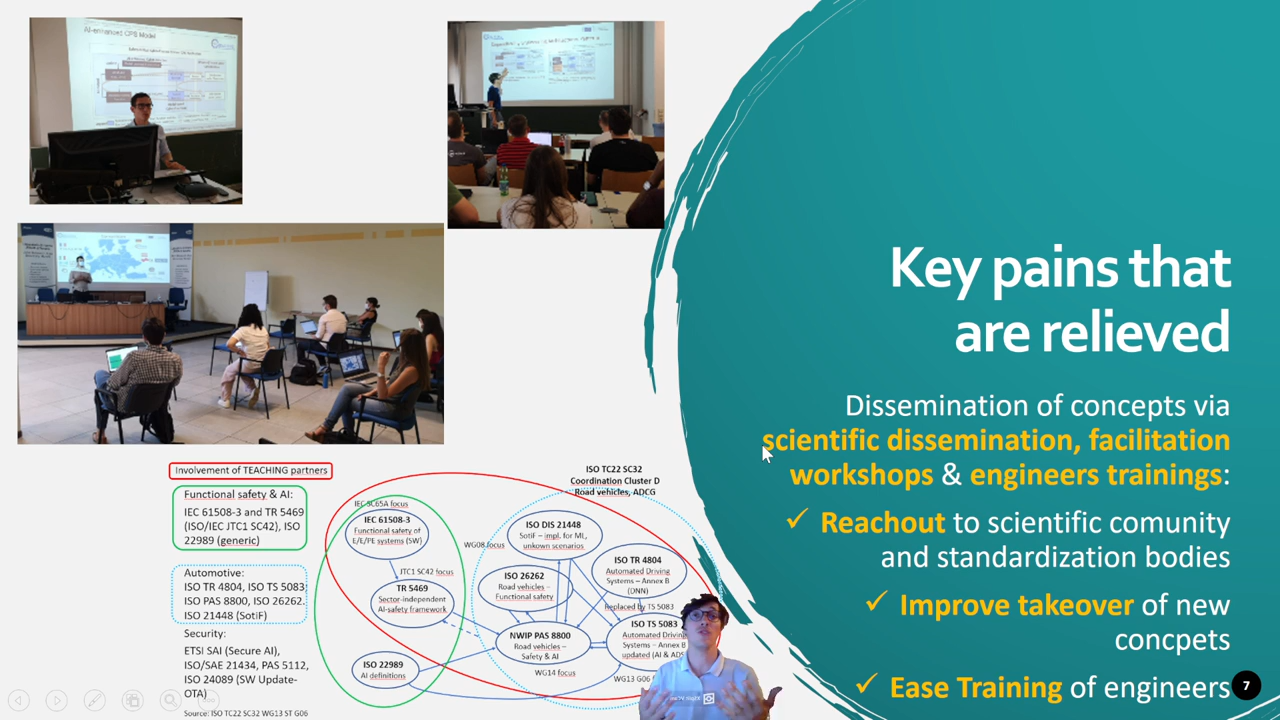 AI-enhanced CPS Model
Key pains that
are relieved
Dissemination of concepts via
scientific dissemination, facilitation
workshops & engineers trainings:
✓ Reachout to scientific comunity
and standardization bodies
✓ Improve takeover of new
concpets
✓ Ease Training of engineers
7
Involvement of TEACHING partners
Functional safety & AI:
IEC 61508-3 and TR 5469
(ISO/IEC JTC1 SC42), ISO
22989 (generic)
Automotive:
ISO TR 4804, ISO TS 5083,
ISO PAS 8800, ISO 26262,
ISO 21448 (SotiF)
Security:
ETSI SAI (Secure AI),
ISO/SAE 21434, PAS 5112,
ISO 24089 (SW Update-
OTA)
Source: ISO TC22 SC32 WG13 ST G06
IEC SC65A focus
IEC 61508-3
Functional safety of
E/E/PE systems (SW)
JTC1 SC42 focus
TR 5469
Sector-independent
AI-safety framework
ISO 22989
AI definitions
ISO TC22 SC32
Coordination Cluster D
Road vehicles, ADCG
WG08 focus
ISO DIS 21448
SotiF – impl. for ML,
unkown scenarios
ISO 26262
Road vehicles –
Functional safety
ISO TR 4804
Automated Driving
Systems – Annex B
(DNN)
Replaced by TS 5083
ISO TS 5083
Automated Driving
Systems – Annex B
updated (AI & ADS
NWIP PAS 8800
Road vehicles –
Safety & AI
WG14 focus
WG13 G06